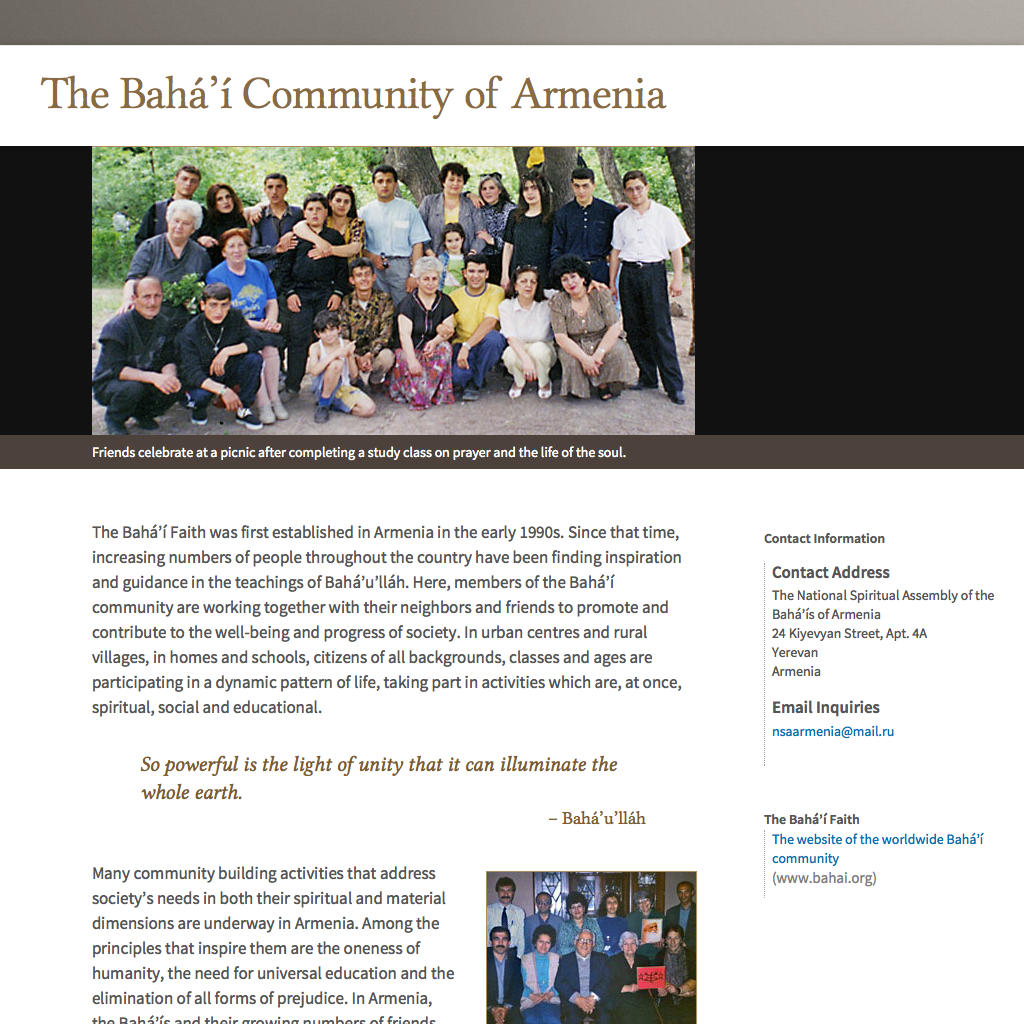 The Bahá’í Community of Armenia
Friends celebrate at a picnic after completing a study class on prayer and the life of the soul.
The Bahá’í Faith was first established in Armenia in the early 1990s. Since that time,
increasing numbers of people throughout the country have been finding inspiration
and guidance in the teachings of Bahá’u’lláh. Here, members of the Bahá’í
community are working together with their neighbors and friends to promote and
contribute to the well-being and progress of society. In urban centres and rural
villages, in homes and schools, citizens of all backgrounds, classes and ages are
participating in a dynamic pattern of life, taking part in activities which are, at once,
spiritual, social and educational.
So powerful is the light of unity that it can illuminate the
whole earth.
– Bahá’u’lláh
Many community building activities that address
society’s needs in both their spiritual and material
dimensions are underway in Armenia. Among the
principles that inspire them are the oneness of
humanity, the need for universal education and the
elimination of all forms of prejudice. In Armenia,
the Bahá’ís and their growing numbers of friends
Contact Information
Contact Address
The National Spiritual Assembly of the
Bahá’ís of Armenia
24 Kiyevyan Street, Apt. 4A
Yerevan
Armenia
Email Inquiries
nsaarmenia@mail.ru
The Bahá’í Faith
The website of the worldwide Bahá’í
community
(www.bahai.org)